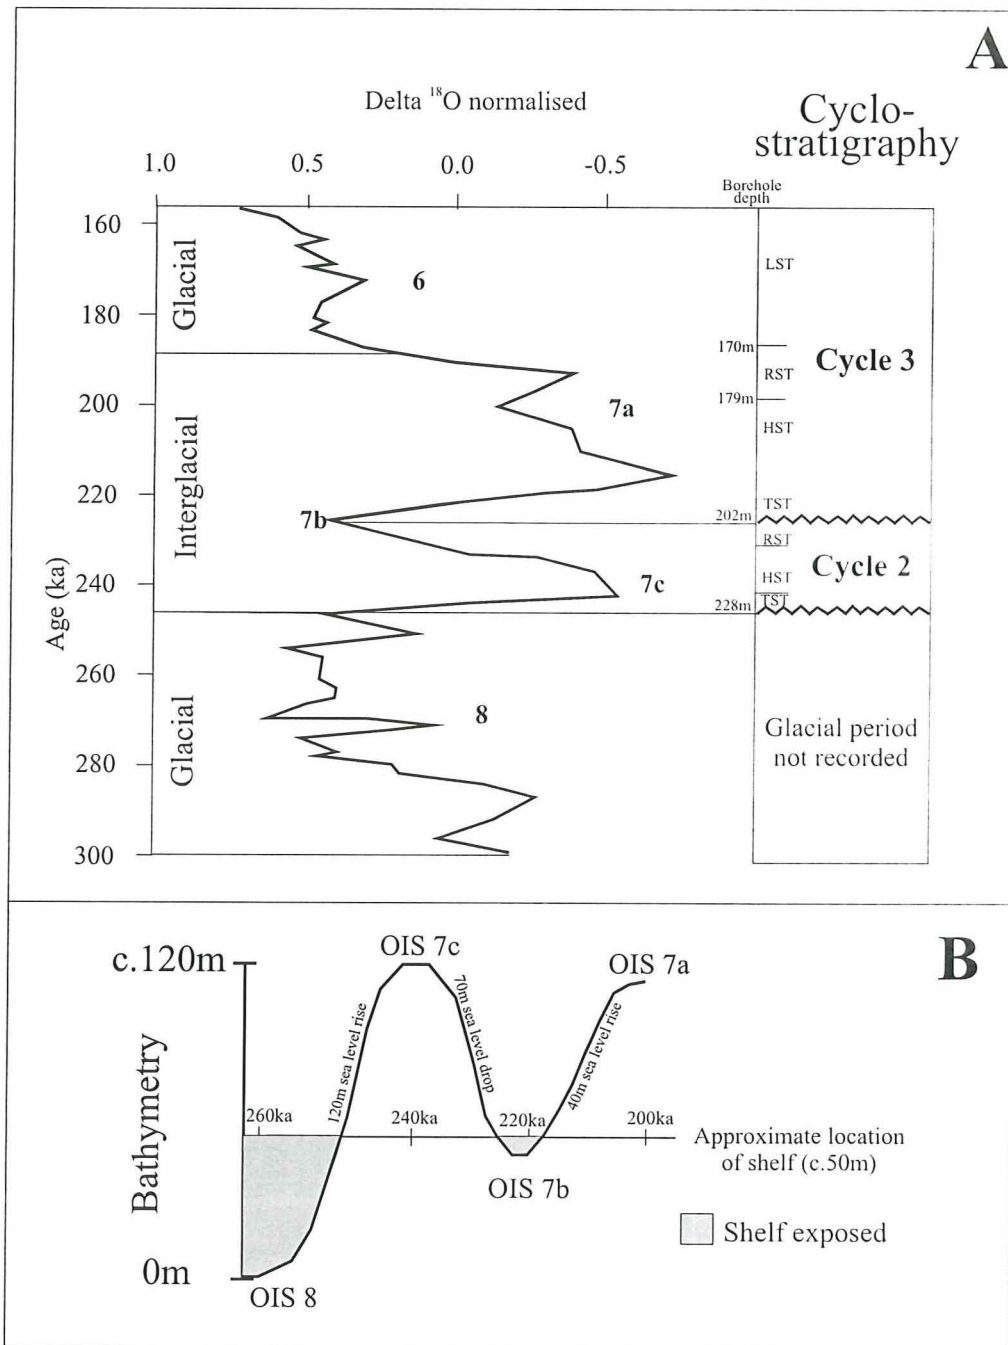 A
Delta ¹⁸O normalised
Cyclo-
stratigraphy
1.0
0.5
0.0
-0.5
Borehole
depth
Age (ka)
160
180
200
220
240
260
280
300
Glacial
Interglacial
Glacial
6
7a
7b
7c
8
170m
179m
202m
228m
LST
RST
HST
TST
Cycle 3
RST
HST
TST
Cycle 2
Glacial period
not recorded
B
Bathymetry
c.120m
0m
OIS 7c
OIS 7a
120m sea level rise
70m sea level drop
40m sea level rise
260ka
240ka
220ka
200ka
Approximate location
of shelf (c.50m)
OIS 7b
Shelf exposed
OIS 8